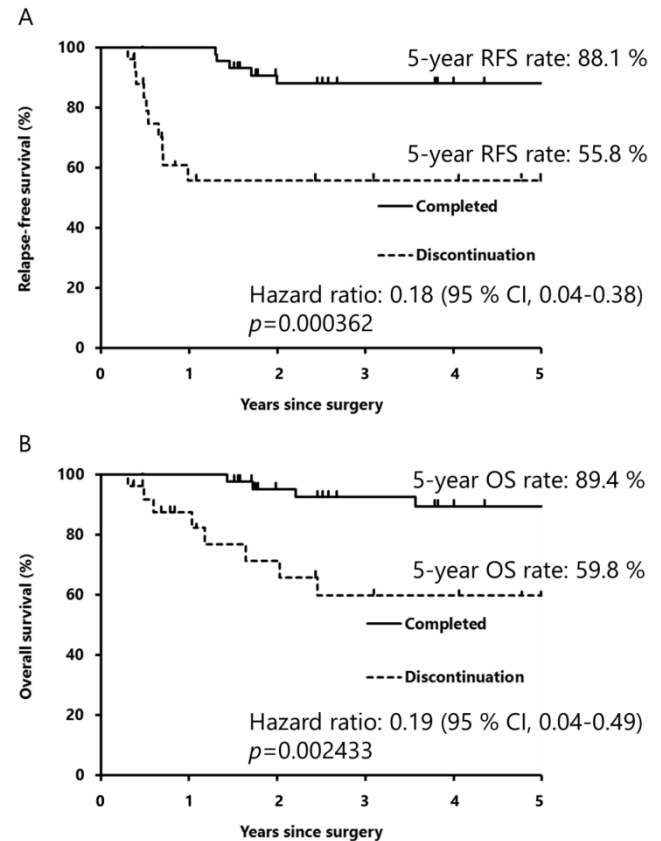 A
100
80
60
40
20
0
Relapse-free survival (%)
5-year RFS rate: 88.1 %
5-year RFS rate: 55.8 %
Completed
Discontinuation
Hazard ratio: 0.18 (95 % CI, 0.04-0.38)
p=0.000362
0 1 2 3 4 5
Years since surgery
B
100
80
60
40
20
0
Overall survival (%)
5-year OS rate: 89.4 %
5-year OS rate: 59.8 %
Completed
Discontinuation
Hazard ratio: 0.19 (95 % CI, 0.04-0.49)
p=0.002433
0 1 2 3 4 5
Years since surgery